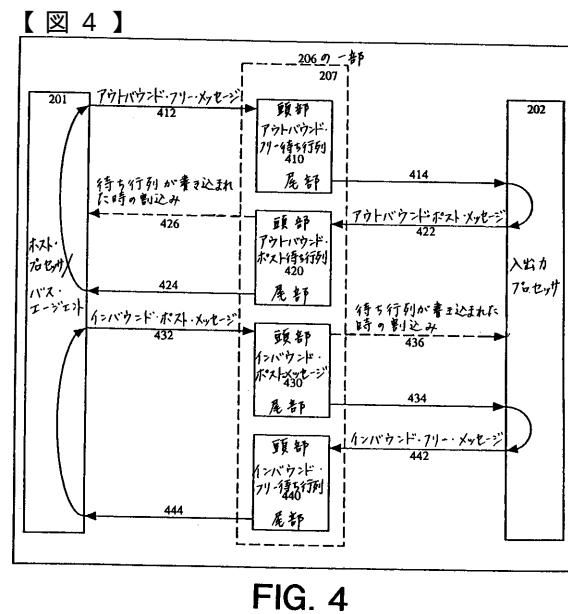 【 図 4 】
206 の 一部
207
201
アウトバウンド・フリー・メッセージ
412
頭部
アウトバウンド・
フリー待ち行列
410
尾部
202
414
待ち行列が書き込まれ
た時の割込み
426
頭部
アウトバウンド・
ポスト待ち行列
420
尾部
アウトバウンド・ポスト・メッセージ
422
424
ホスト・
プロセッサ/
バス・
エージェント
入出力
プロセッサ
インバウンド・ポスト・メッセージ
432
頭部
インバウンド・
ポストメッセージ
430
尾部
待ち行列が書き込まれた
時の割込み
436
434
頭部
インバウンド・
フリー待ち行列
440
尾部
インバウンド・フリー・メッセージ
442
444
FIG. 4